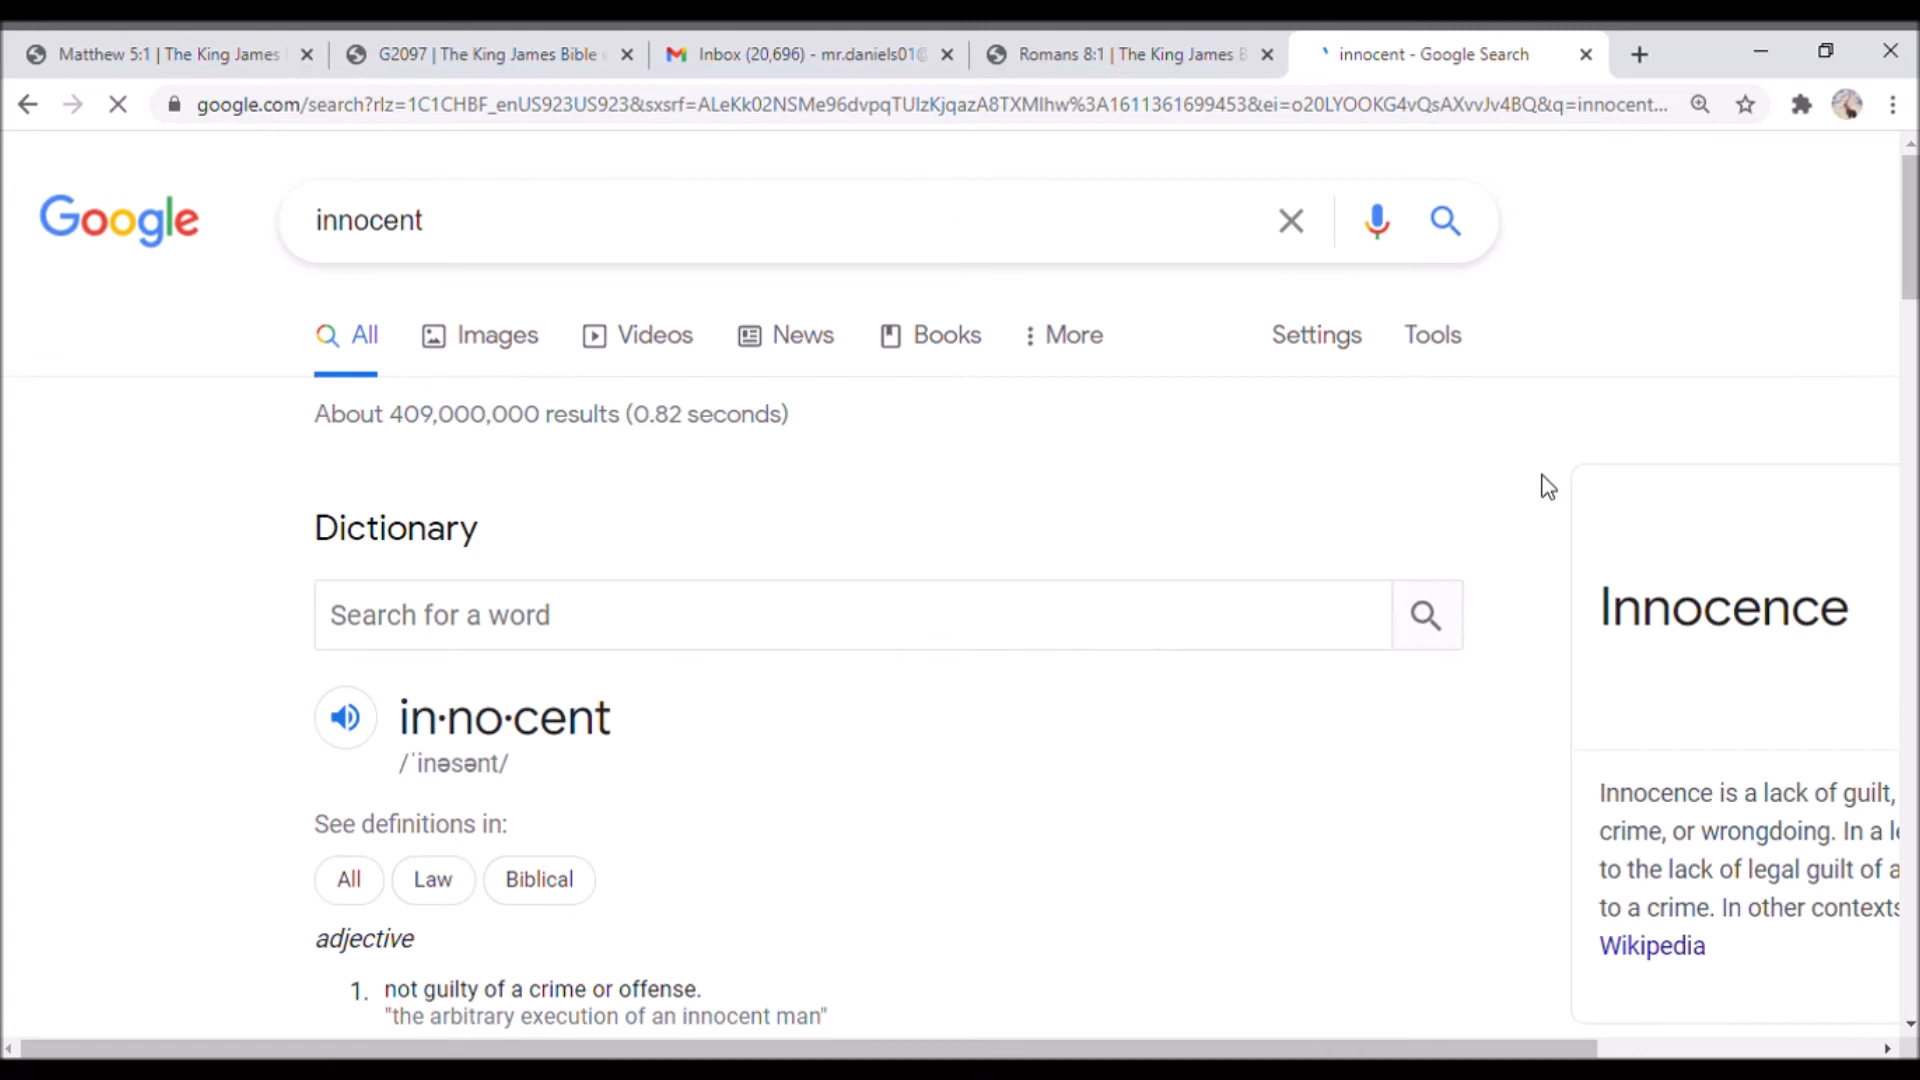 Matthew 5:1 | The King James
G2097 | The King James Bible
Inbox (20,696) - mr.daniels01@
Romans 8:1 | The King James B
innocent - Google Search
google.com/search?rlz=1C1CHBF_enUS923US923&sxsrf=ALeKk02NSMe96dvpqTUIzKjqazA8TXMIhw%3A1611361699453&ei=o20LYOOKG4vQsAXvvJv4BQ&q=innocent...
Google
innocent
All
Images
Videos
News
Books
More
Settings
Tools
About 409,000,000 results (0.82 seconds)
Dictionary
Search for a word
in·no·cent
/ˈinəsənt/
See definitions in:
All
Law
Biblical
adjective
1. not guilty of a crime or offense.
"the arbitrary execution of an innocent man"
Innocence
Innocence is a lack of guilt,
crime, or wrongdoing. In a le
to the lack of legal guilt of a
to a crime. In other contexts
Wikipedia